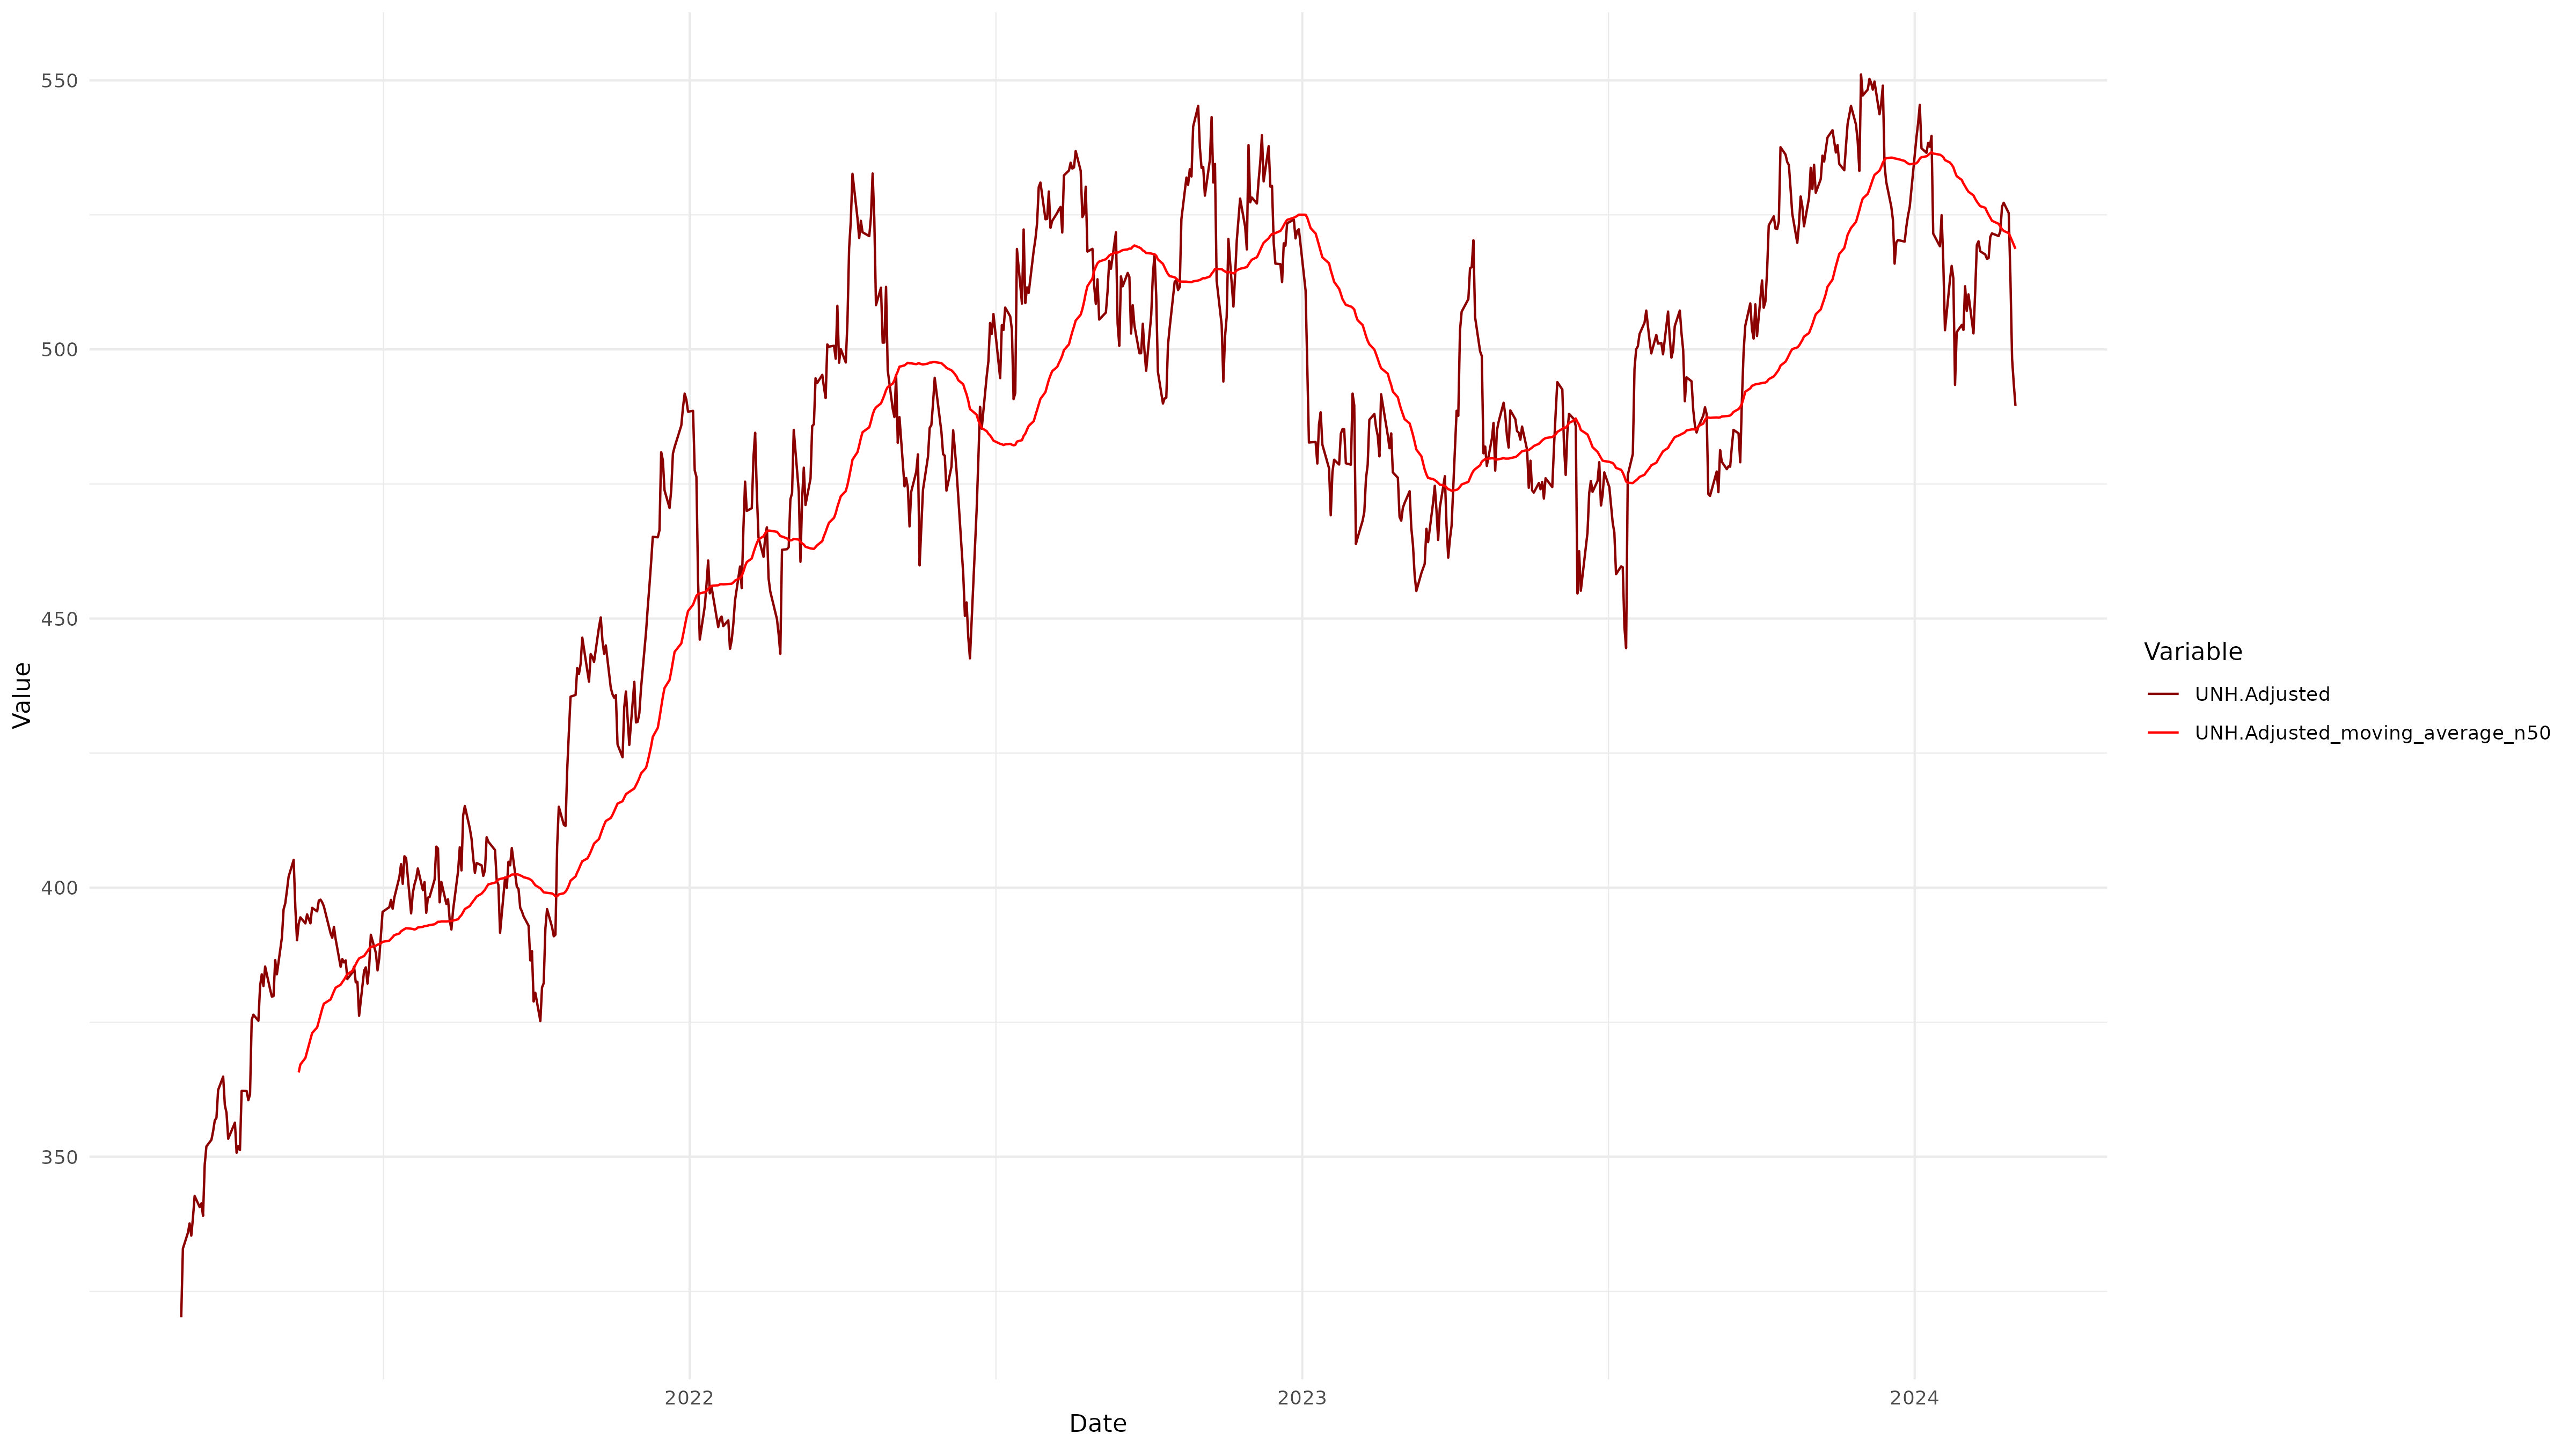 550
500
450
400
350
Value
2022
2023
2024
Date
Variable
UNH.Adjusted
UNH.Adjusted_moving_average_n50